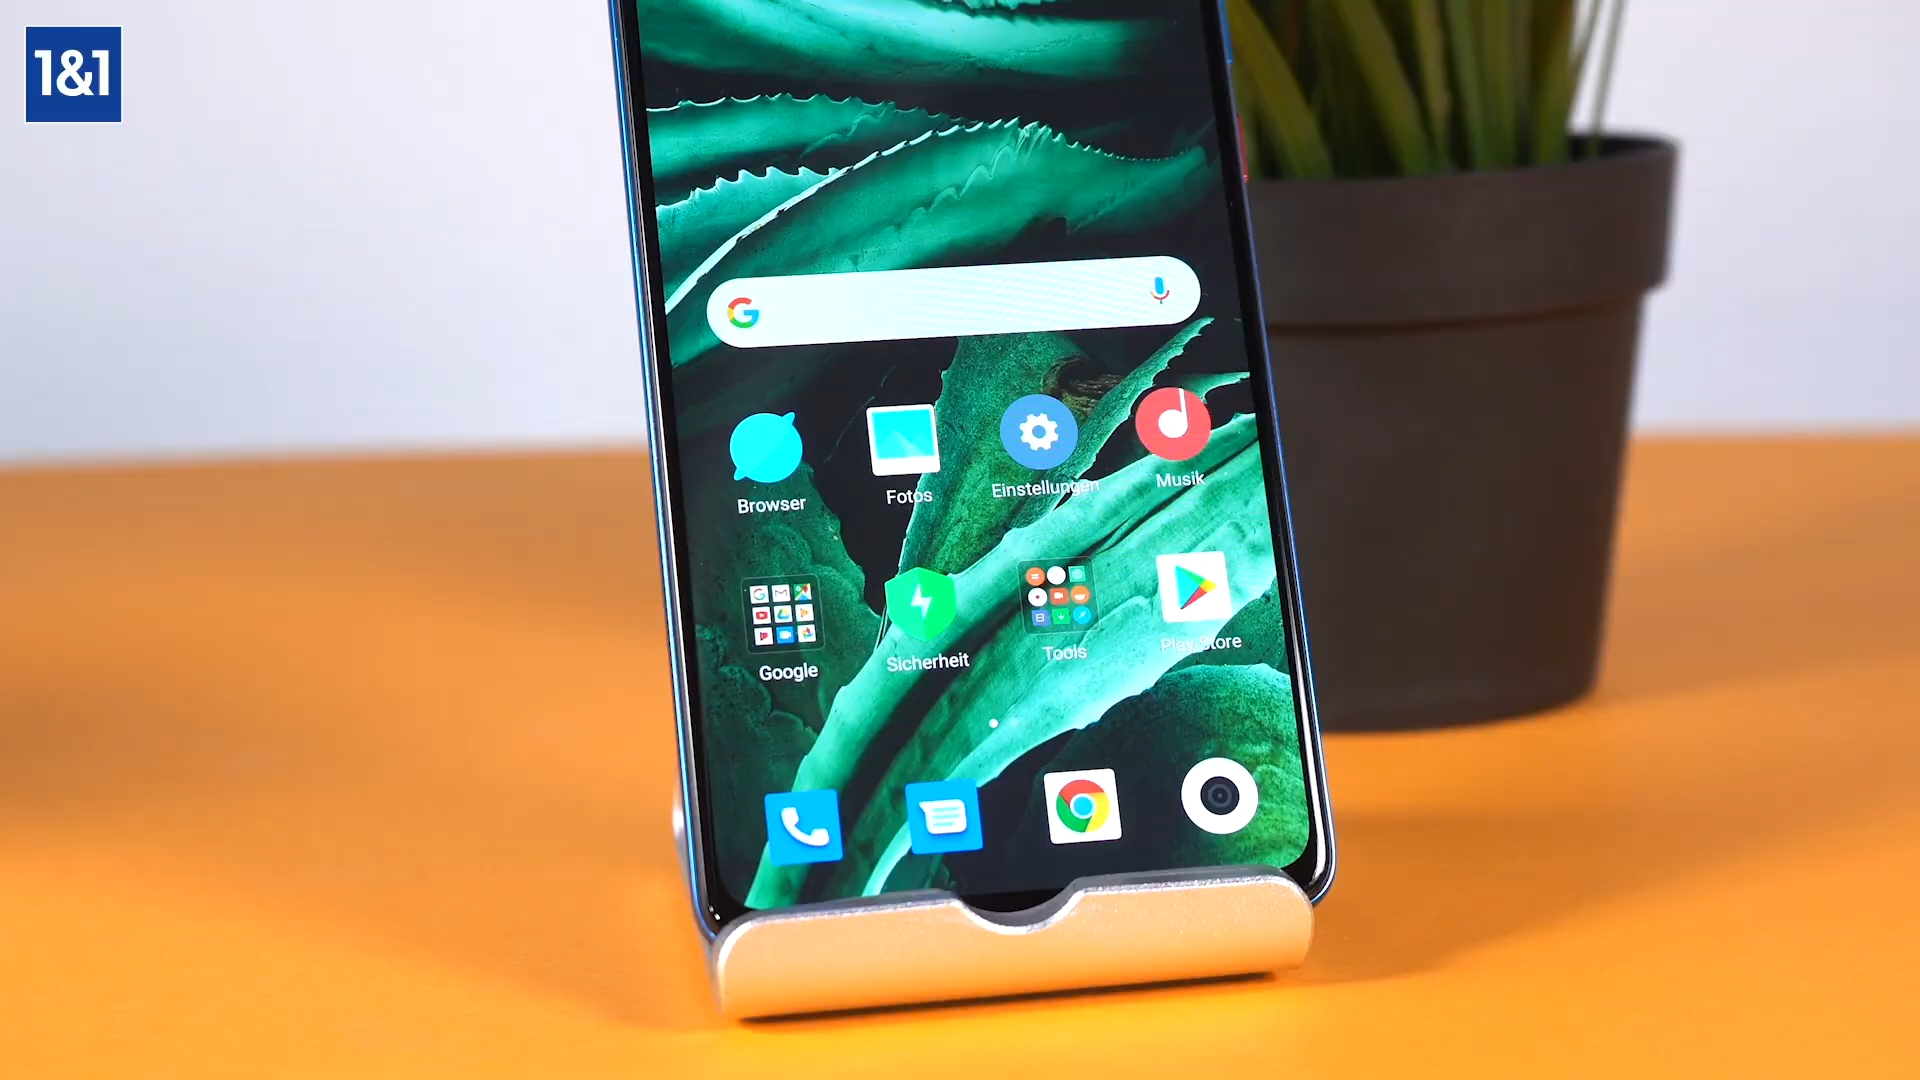 1&1
Browser
Fotos
Einstellungen
Musik
Google
Sicherheit
Tools
Play Store